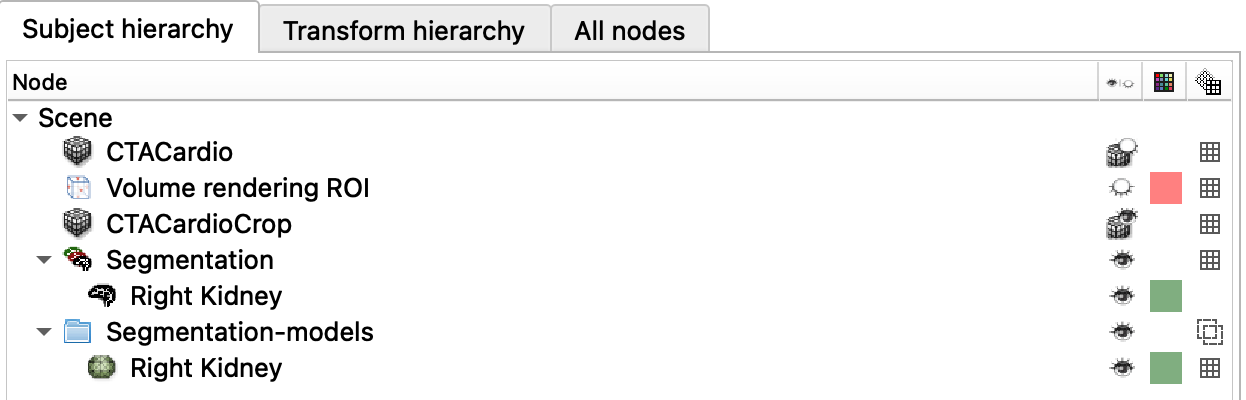 Subject hierarchy Transform hierarchy All nodes
Node
Scene
CTACardio
Volume rendering ROI
CTACardioCrop
Segmentation
Right Kidney
Segmentation-models
Right Kidney